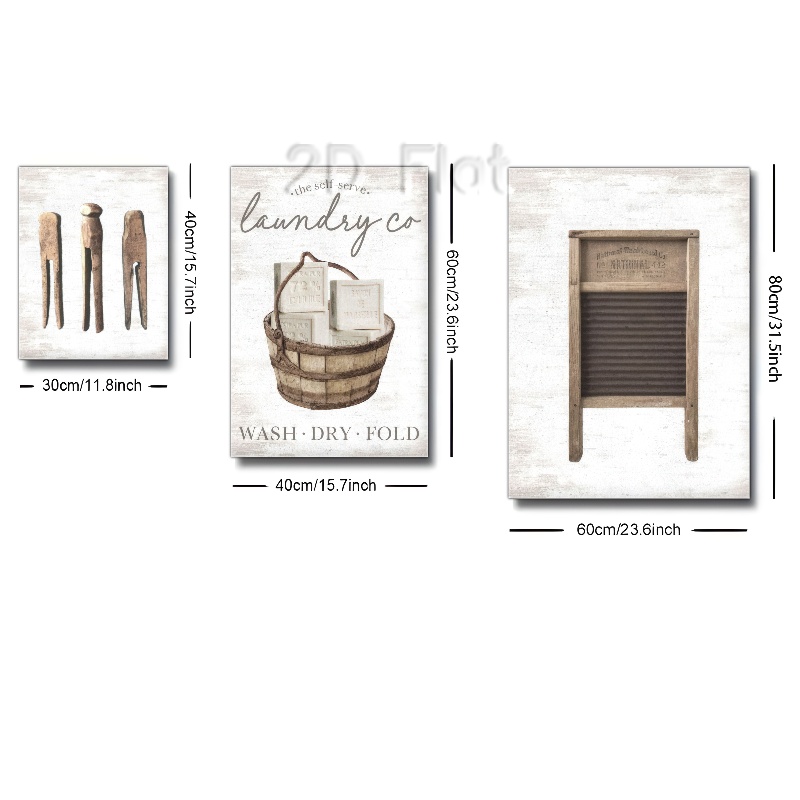 2D Flat
the self-serve
laundry co
WASH · DRY · FOLD
NATIONAL
40cm/15.7inch
30cm/11.8inch
60cm/23.6inch
40cm/15.7inch
80cm/31.5inch
60cm/23.6inch